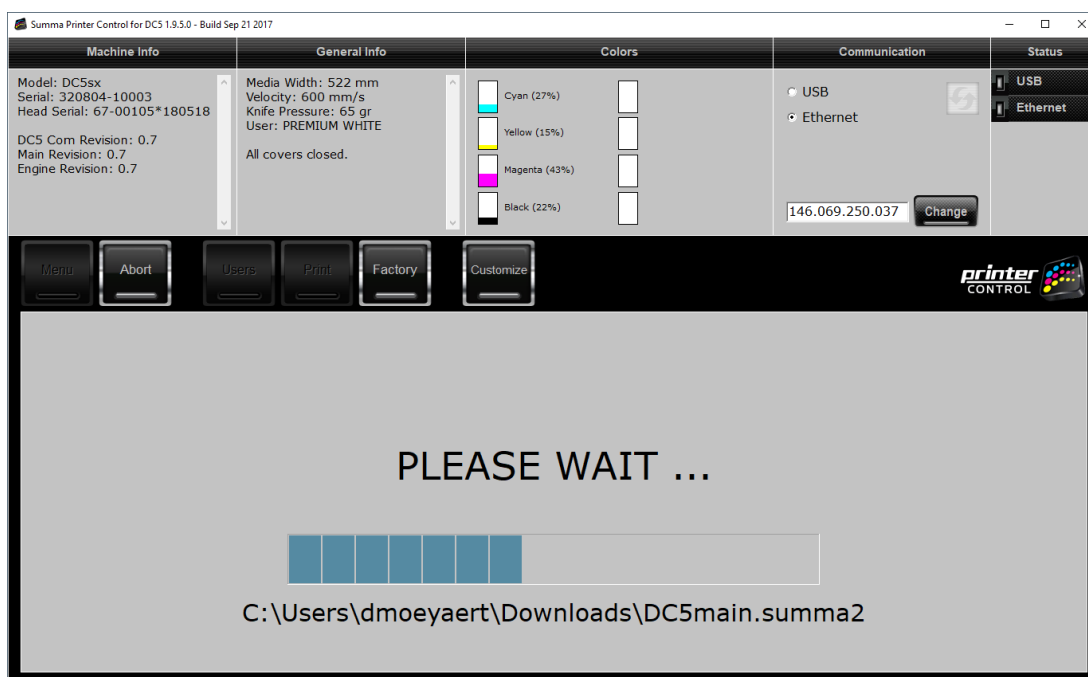 Summa Printer Control for DC5 1.9.5.0 - Build Sep 21 2017
Machine Info
General Info
Colors
Communication
Status
Model: DC5sx
Serial: 320804-10003
Head Serial: 67-00105*180518
DC5 Com Revision: 0.7
Main Revision: 0.7
Engine Revision: 0.7
Media Width: 522 mm
Velocity: 600 mm/s
Knife Pressure: 65 gr
User: PREMIUM WHITE
All covers closed.
Cyan (27%)
Yellow (15%)
Magenta (43%)
Black (22%)
USB
Ethernet
146.069.250.037
Change
USB
Ethernet
Menu
Abort
Users
Print
Factory
Customize
printer
CONTROL
PLEASE WAIT ...
C:\Users\dmoeyaert\Downloads\DC5main.summa2